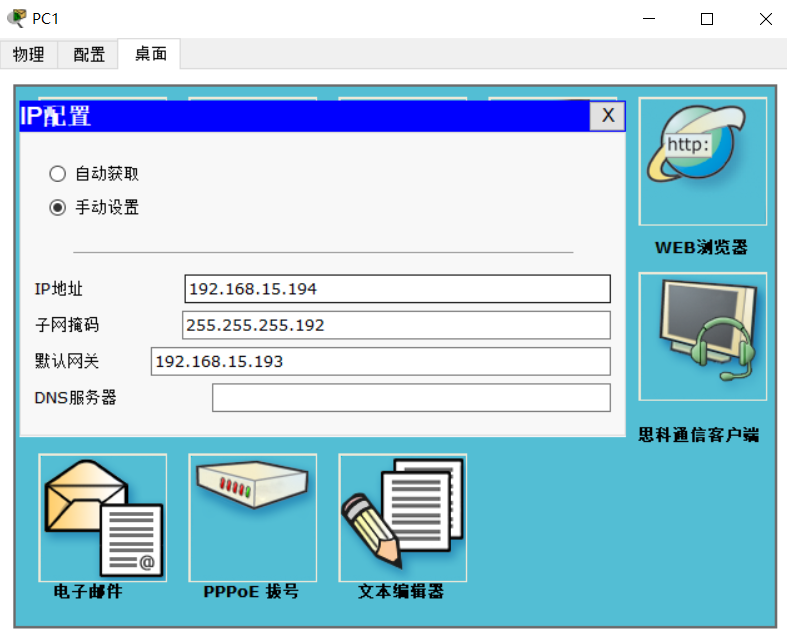 PC1
物理 配置 桌面
IP配置 X
自动获取
手动设置
IP地址 192.168.15.194
子网掩码 255.255.255.192
默认网关 192.168.15.193
DNS服务器
http:
WEB浏览器
思科通信客户端
@
电子邮件 PPPoE 拨号 文本编辑器